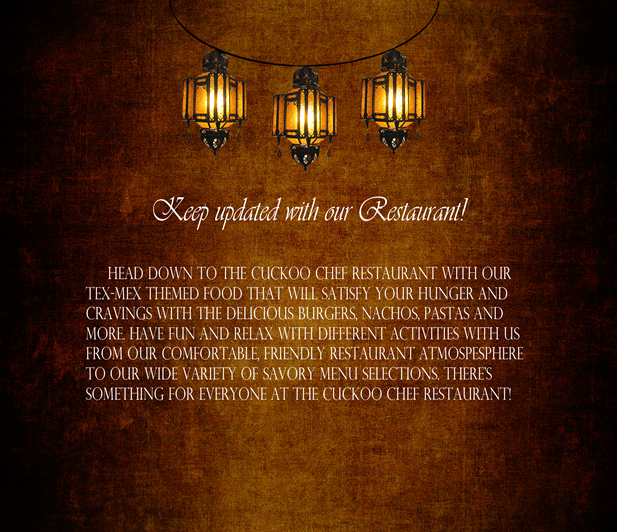 Keep updated with our Restaurant!
HEAD DOWN TO THE CUCKOO CHEF RESTAURANT WITH OUR
TEX-MEX THEMED FOOD THAT WILL SATISFY YOUR HUNGER AND
CRAVINGS WITH THE DELICIOUS BURGERS, NACHOS, PASTAS AND
MORE. HAVE FUN AND RELAX WITH DIFFERENT ACTIVITIES WITH US
FROM OUR COMFORTABLE, FRIENDLY RESTAURANT ATMOSPESPHERE
TO OUR WIDE VARIETY OF SAVORY MENU SELECTIONS. THERE'S
SOMETHING FOR EVERYONE AT THE CUCKOO CHEF RESTAURANT!